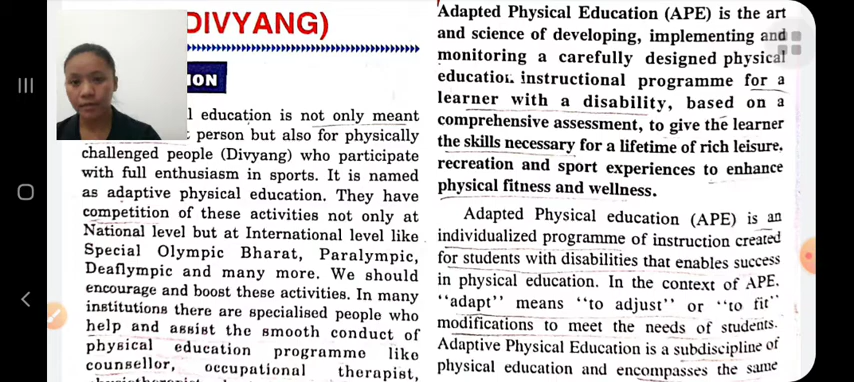 (DIVYANG)
ION
l education is not only meant
person but also for physically
challenged people (Divyang) who participate
with full enthusiasm in sports. It is named
as adaptive physical education. They have
competition of these activities not only at
National level but at International level like
Special Olympic Bharat, Paralympic,
Deaflympic and many more. We should
encourage and boost these activities. In many
institutions there are specialised people who
help and assist the smooth conduct of
physical education programme like
counsellor, occupational therapist,
Adapted Physical Education (APE) is the art
and science of developing, implementing and
monitoring a carefully designed physical
education instructional programme for a
learner with a disability, based on a
comprehensive assessment, to give the learner
the skills necessary for a lifetime of rich leisure,
recreation and sport experiences to enhance
physical fitness and wellness.
Adapted Physical education (APE) is an
individualized programme of instruction created
for students with disabilities that enables success
in physical education. In the context of APE,
“adapt” means “to adjust” or “to fit”
modifications to meet the needs of students.
Adaptive Physical Education is a subdiscipline of
physical education and encompasses the same